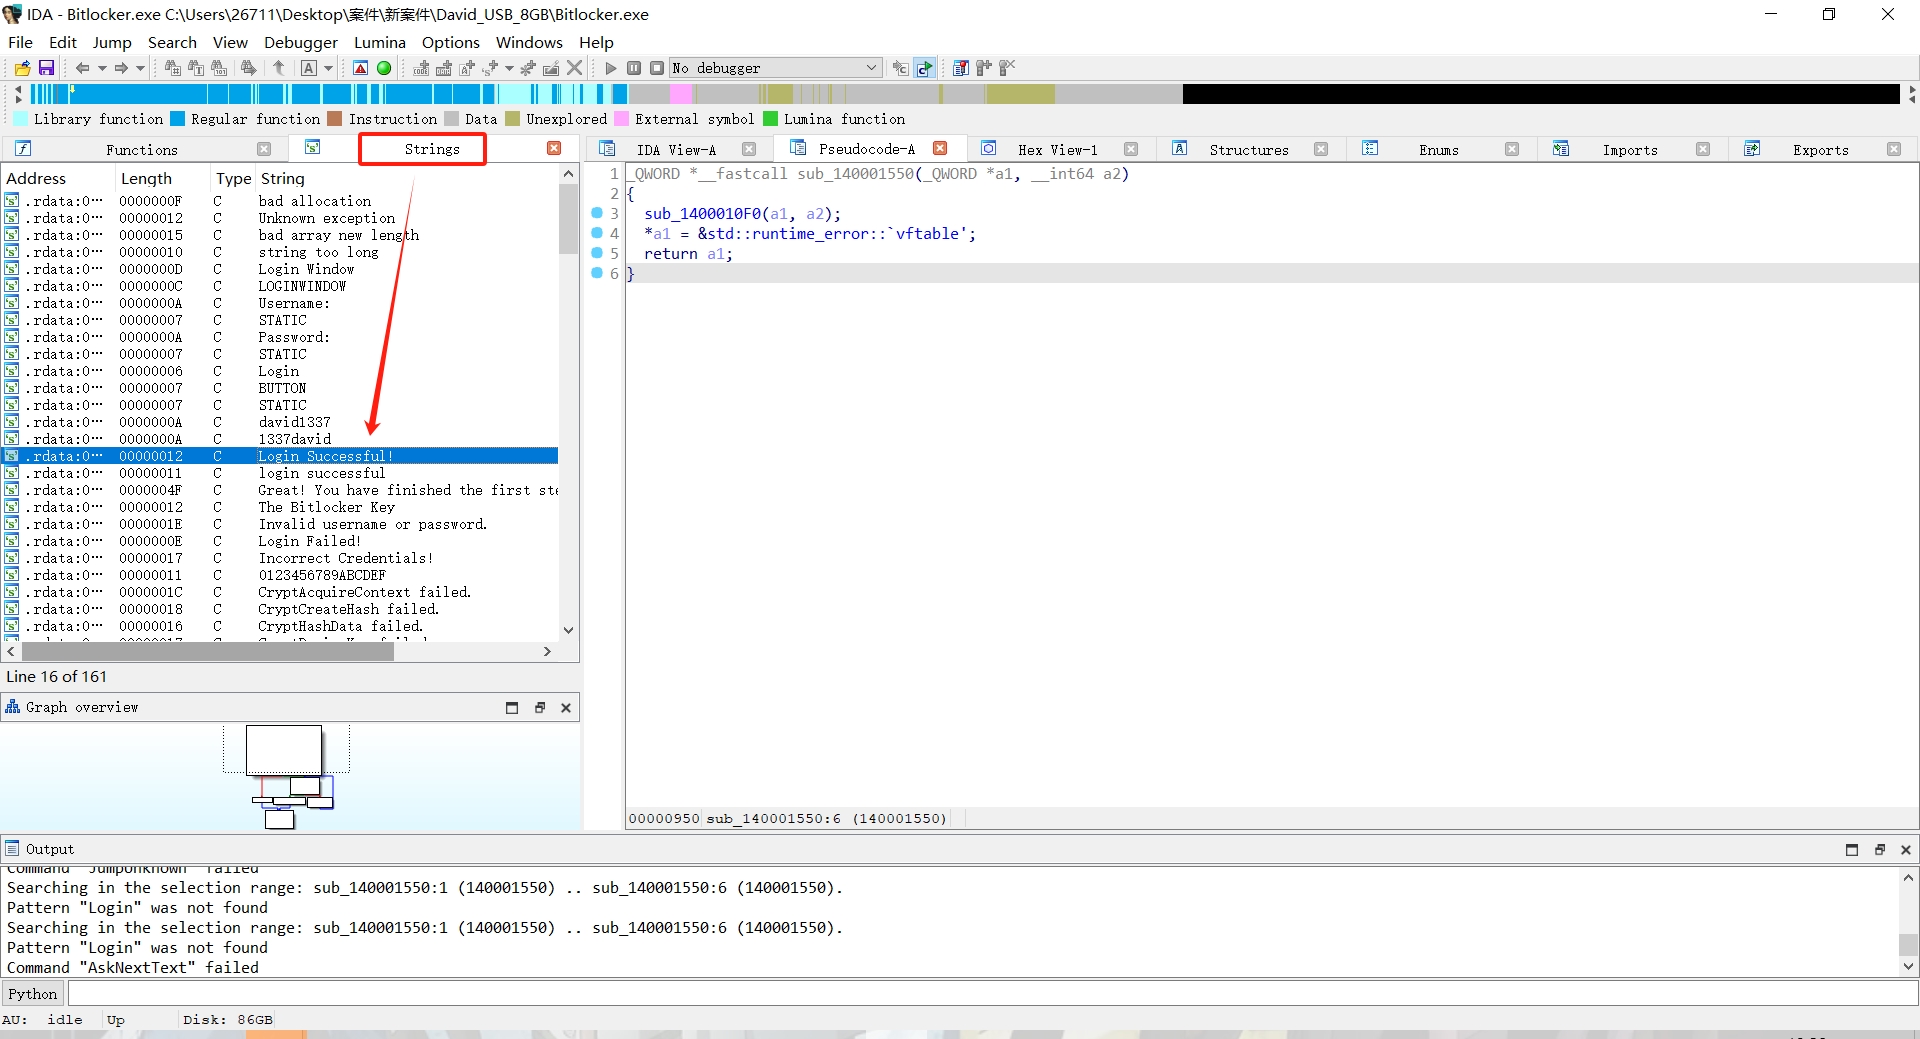 IDA - Bitlocker.exe C:\Users\26711\Desktop\案件\新案件\David_USB_8GB\Bitlocker.exe
File Edit Jump Search View Debugger Lumina Options Windows Help
No debugger
Library function Regular function Instruction Data Unexplored External symbol Lumina function
Functions Strings IDA View-A Pseudocode-A Hex View-1 Structures Enums Imports Exports
Address Length Type String
.rdata:0… 0000000F C bad allocation
.rdata:0… 00000012 C Unknown exception
.rdata:0… 00000015 C bad array new length
.rdata:0… 00000010 C string too long
.rdata:0… 0000000D C Login Window
.rdata:0… 0000000C C LOGINWINDOW
.rdata:0… 0000000A C Username:
.rdata:0… 00000007 C STATIC
.rdata:0… 0000000A C Password:
.rdata:0… 00000007 C STATIC
.rdata:0… 00000006 C Login
.rdata:0… 00000007 C BUTTON
.rdata:0… 00000007 C STATIC
.rdata:0… 0000000A C david1337
.rdata:0… 0000000A C 1337david
.rdata:0… 00000012 C Login Successful!
.rdata:0… 00000011 C login successful
.rdata:0… 0000004F C Great! You have finished the first ste
.rdata:0… 00000012 C The Bitlocker Key
.rdata:0… 0000001E C Invalid username or password.
.rdata:0… 0000000E C Login Failed!
.rdata:0… 00000017 C Incorrect Credentials!
.rdata:0… 00000011 C 0123456789ABCDEF
.rdata:0… 0000001C C CryptAcquireContext failed.
.rdata:0… 00000018 C CryptCreateHash failed.
.rdata:0… 00000016 C CryptHashData failed.
Line 16 of 161
Graph overview
1 _QWORD *__fastcall sub_140001550(_QWORD *a1, __int64 a2)
2 {
3 sub_1400010F0(a1, a2);
4 *a1 = &std::runtime_error::`vftable';
5 return a1;
6 }
00000950 sub_140001550:6 (140001550)
Output
Command "JumpUnknown" failed
Searching in the selection range: sub_140001550:1 (140001550) .. sub_140001550:6 (140001550).
Pattern "Login" was not found
Searching in the selection range: sub_140001550:1 (140001550) .. sub_140001550:6 (140001550).
Pattern "Login" was not found
Command "AskNextText" failed
Python
AU: idle Up Disk: 86GB